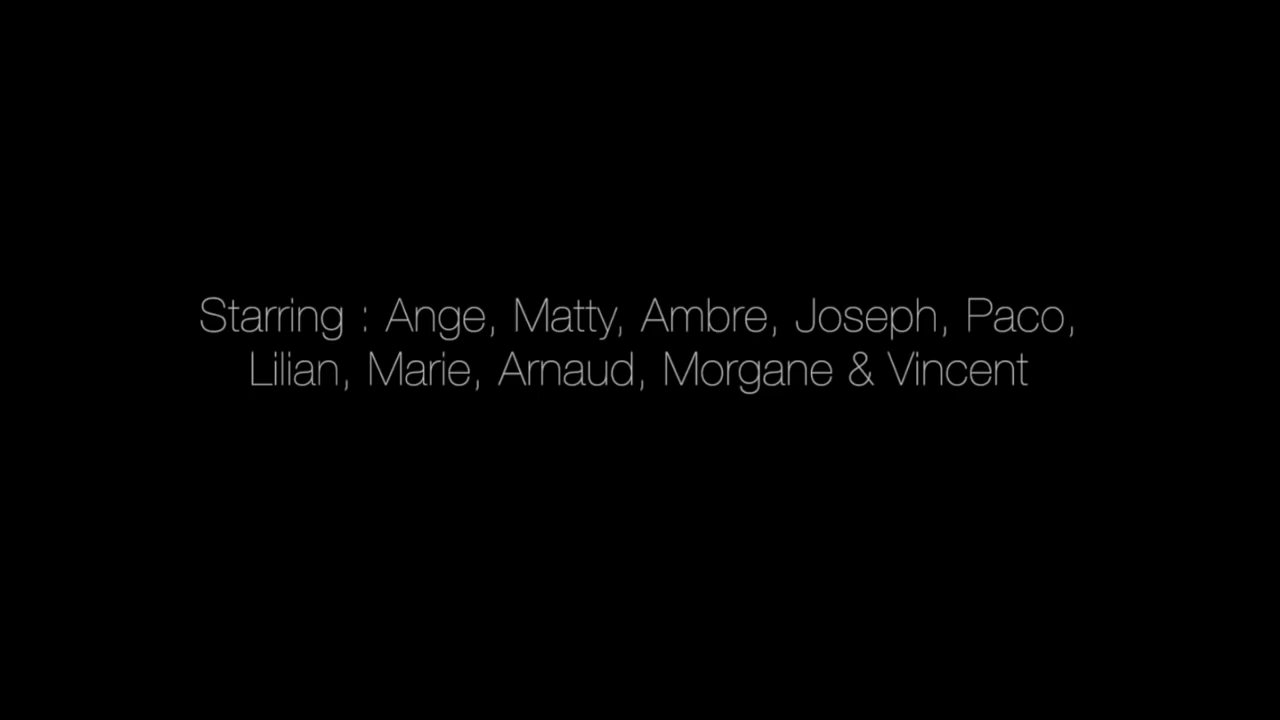 Starring : Ange, Matty, Ambre, Joseph, Paco,
Lilian, Marie, Arnaud, Morgane & Vincent